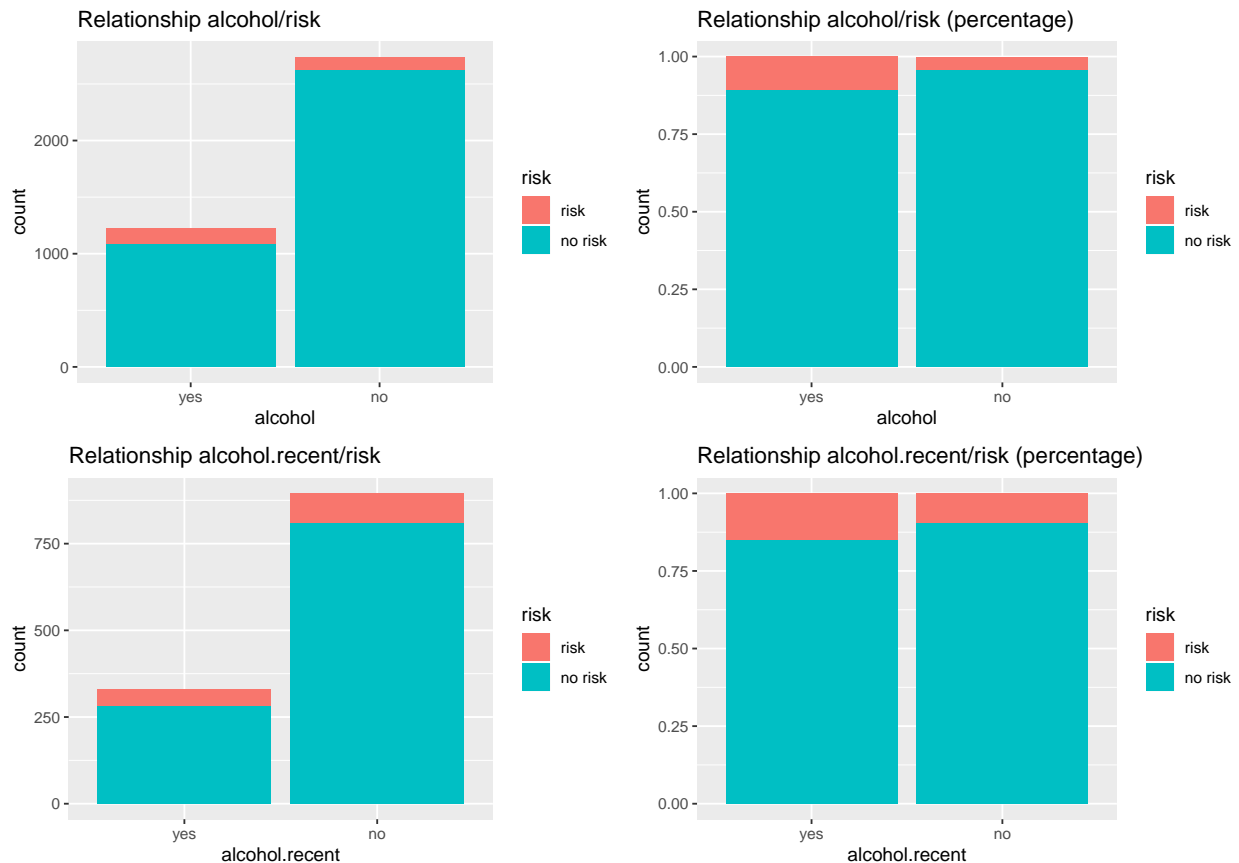 Relationship alcohol/risk
count
2000
1000
0
yes
no
alcohol
risk
risk
no risk
Relationship alcohol/risk (percentage)
count
1.00
0.75
0.50
0.25
0.00
yes
no
alcohol
risk
risk
no risk
Relationship alcohol.recent/risk
count
750
500
250
0
yes
no
alcohol.recent
risk
risk
no risk
Relationship alcohol.recent/risk (percentage)
count
1.00
0.75
0.50
0.25
0.00
yes
no
alcohol.recent
risk
risk
no risk